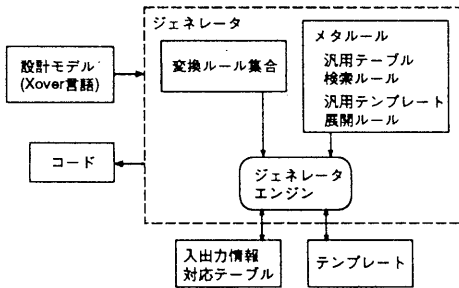 ジェネレータ
設計モデル
(Xover言語)
変換ルール集合
メタルール
汎用テーブル
検索ルール
汎用テンプレート
展開ルール
コード
ジェネレータ
エンジン
入出力情報
対応テーブル
テンプレート